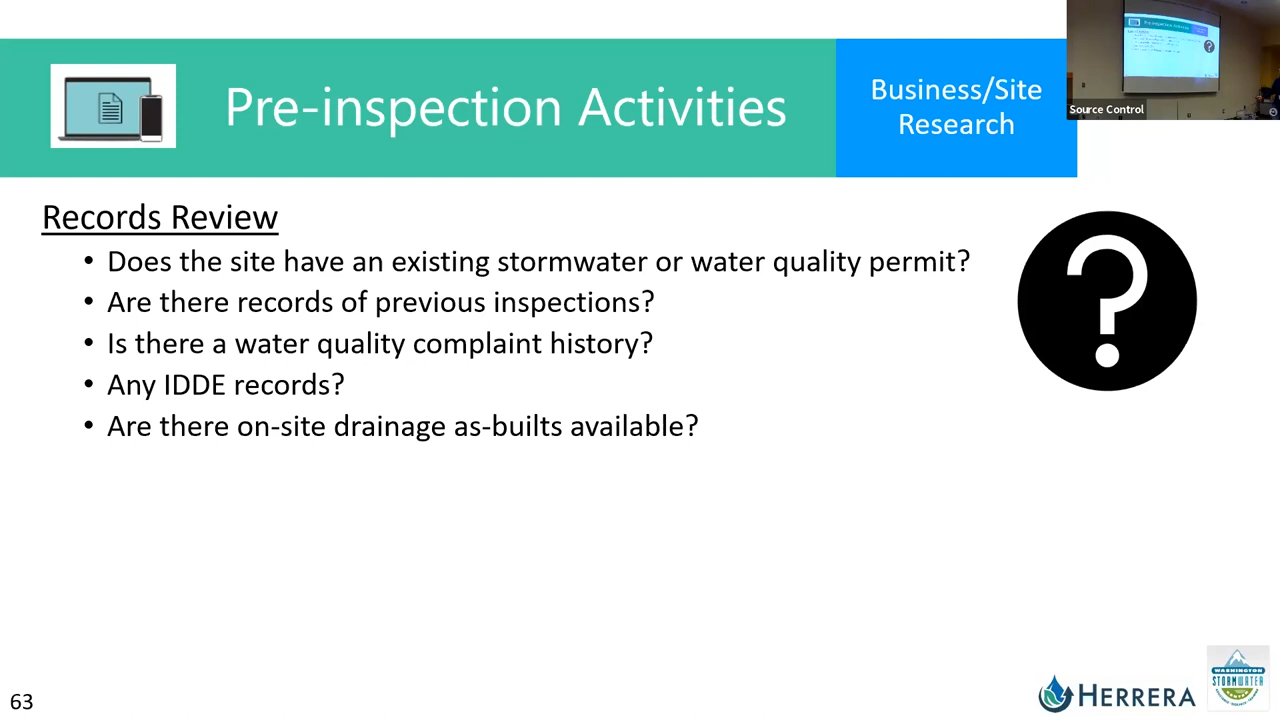 Pre-inspection Activities
Business/Site
Research
Source Control
Records Review
• Does the site have an existing stormwater or water quality permit?
• Are there records of previous inspections?
• Is there a water quality complaint history?
• Any IDDE records?
• Are there on-site drainage as-builts available?
63
HERRERA
WASHINGTON
STORMWATER
CENTER